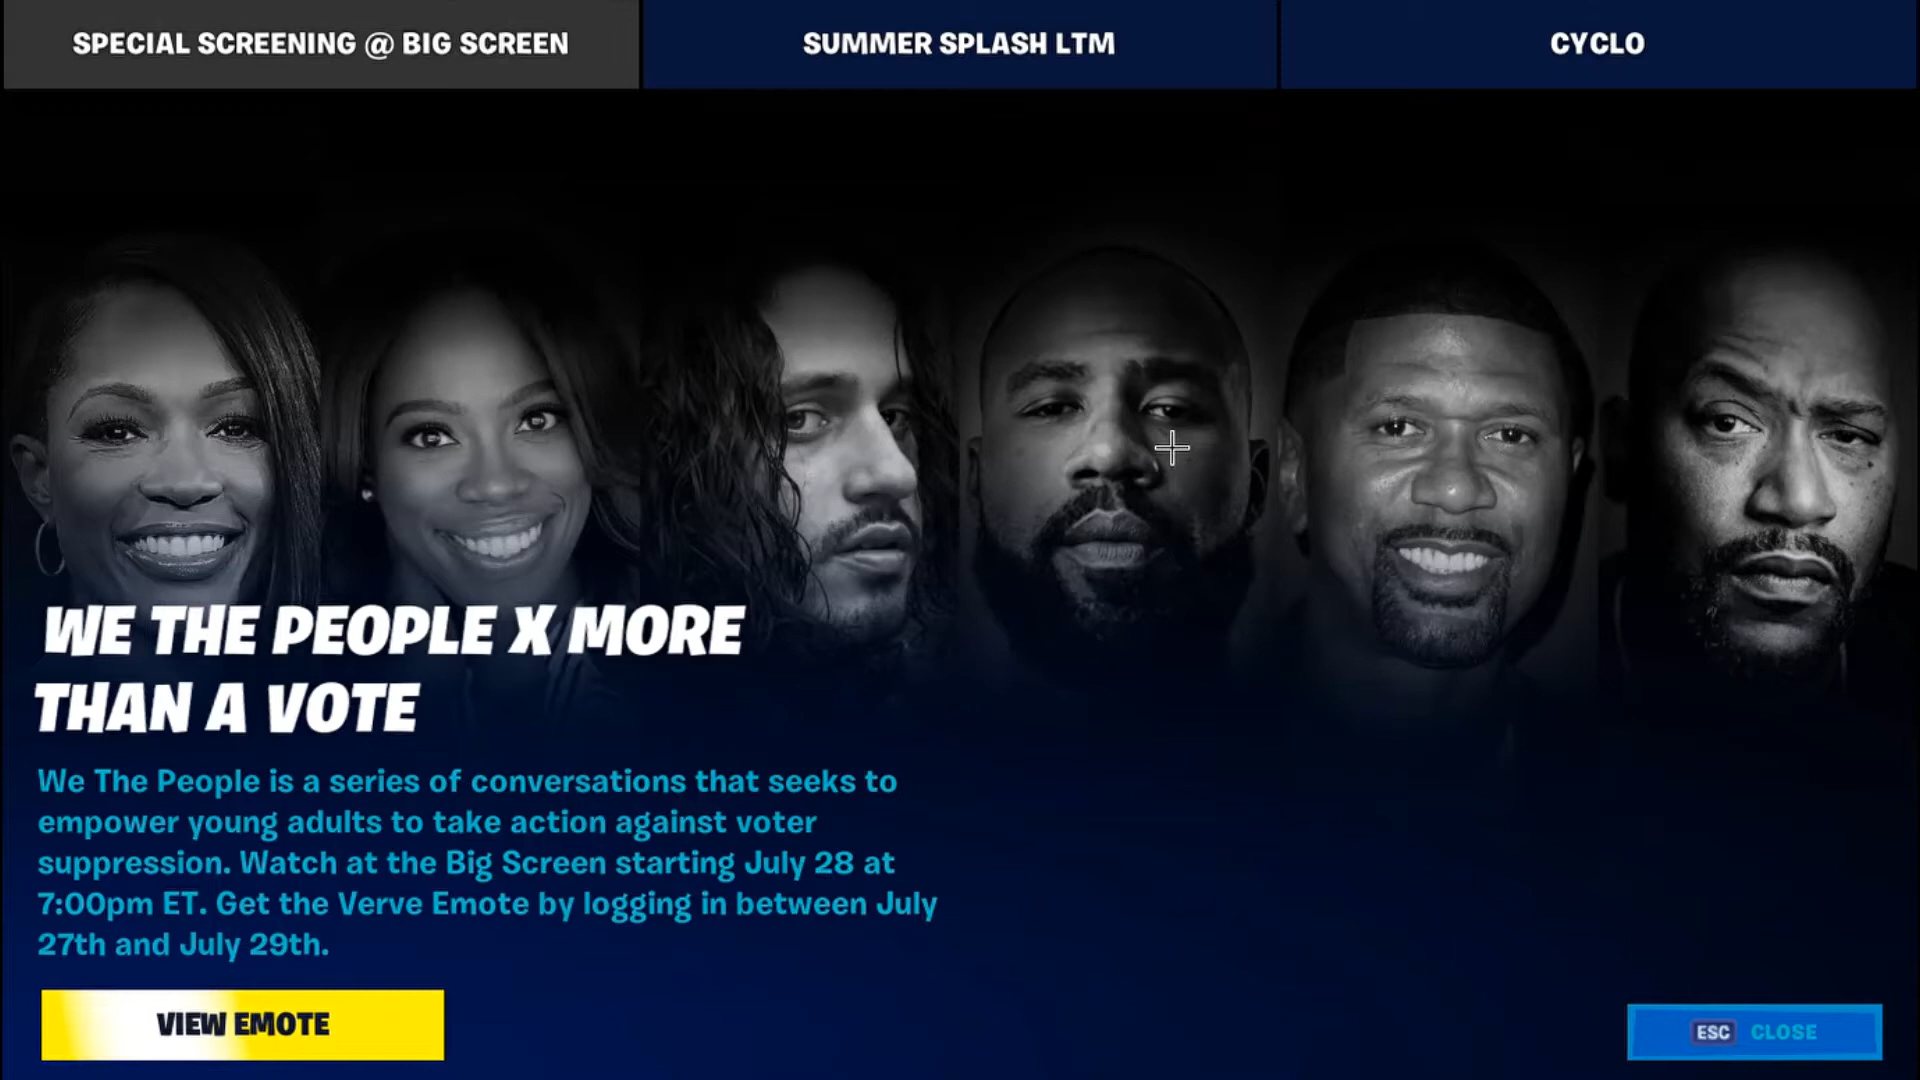 SPECIAL SCREENING @ BIG SCREEN
SUMMER SPLASH LTM
CYCLO
WE THE PEOPLE X MORE
THAN A VOTE
We The People is a series of conversations that seeks to
empower young adults to take action against voter
suppression. Watch at the Big Screen starting July 28 at
7:00pm ET. Get the Verve Emote by logging in between July
27th and July 29th.
VIEW EMOTE
ESC CLOSE